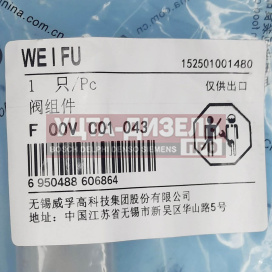 WEIFU
152501001480
1 只/Pc
仅供出口
阀组件
F 00V C01 043
6 950488 606864
无锡威孚高科技集团股份有限公司
地址：中国江苏省无锡市新吴区华山路5号